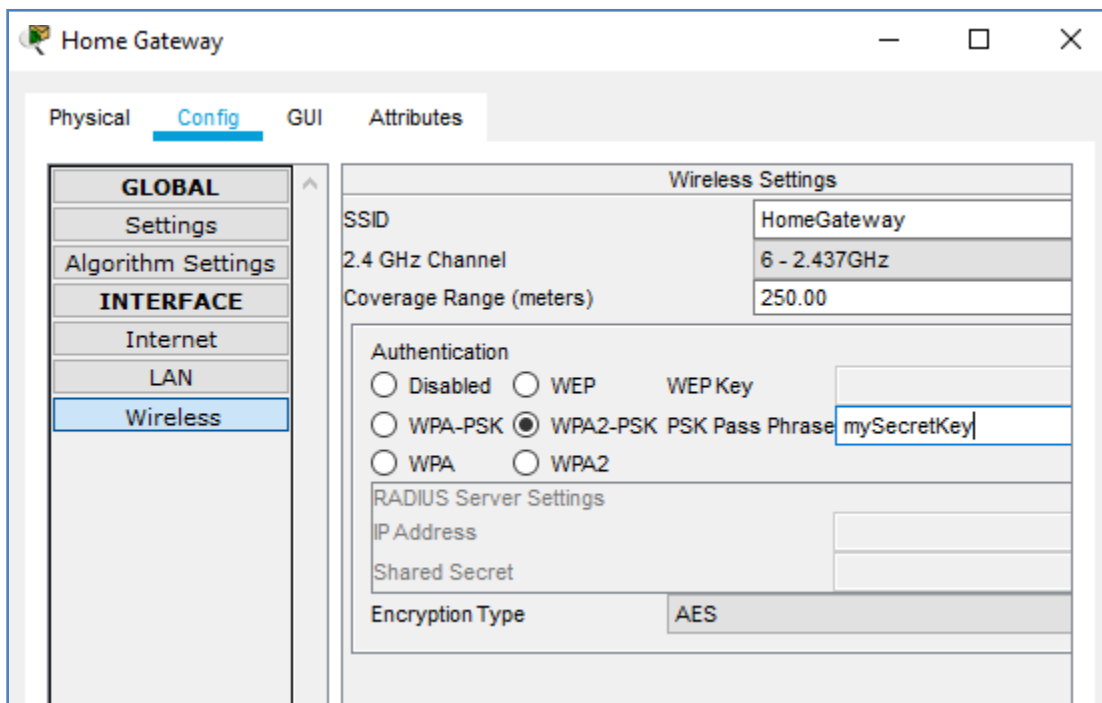 Home Gateway
Physical Config GUI Attributes
GLOBAL
Settings
Algorithm Settings
INTERFACE
Internet
LAN
Wireless
Wireless Settings
SSID HomeGateway
2.4 GHz Channel 6 - 2.437GHz
Coverage Range (meters) 250.00
Authentication
Disabled WEP WEP Key
WPA-PSK WPA2-PSK PSK Pass Phrase mySecretKey
WPA WPA2
RADIUS Server Settings
IP Address
Shared Secret
Encryption Type AES